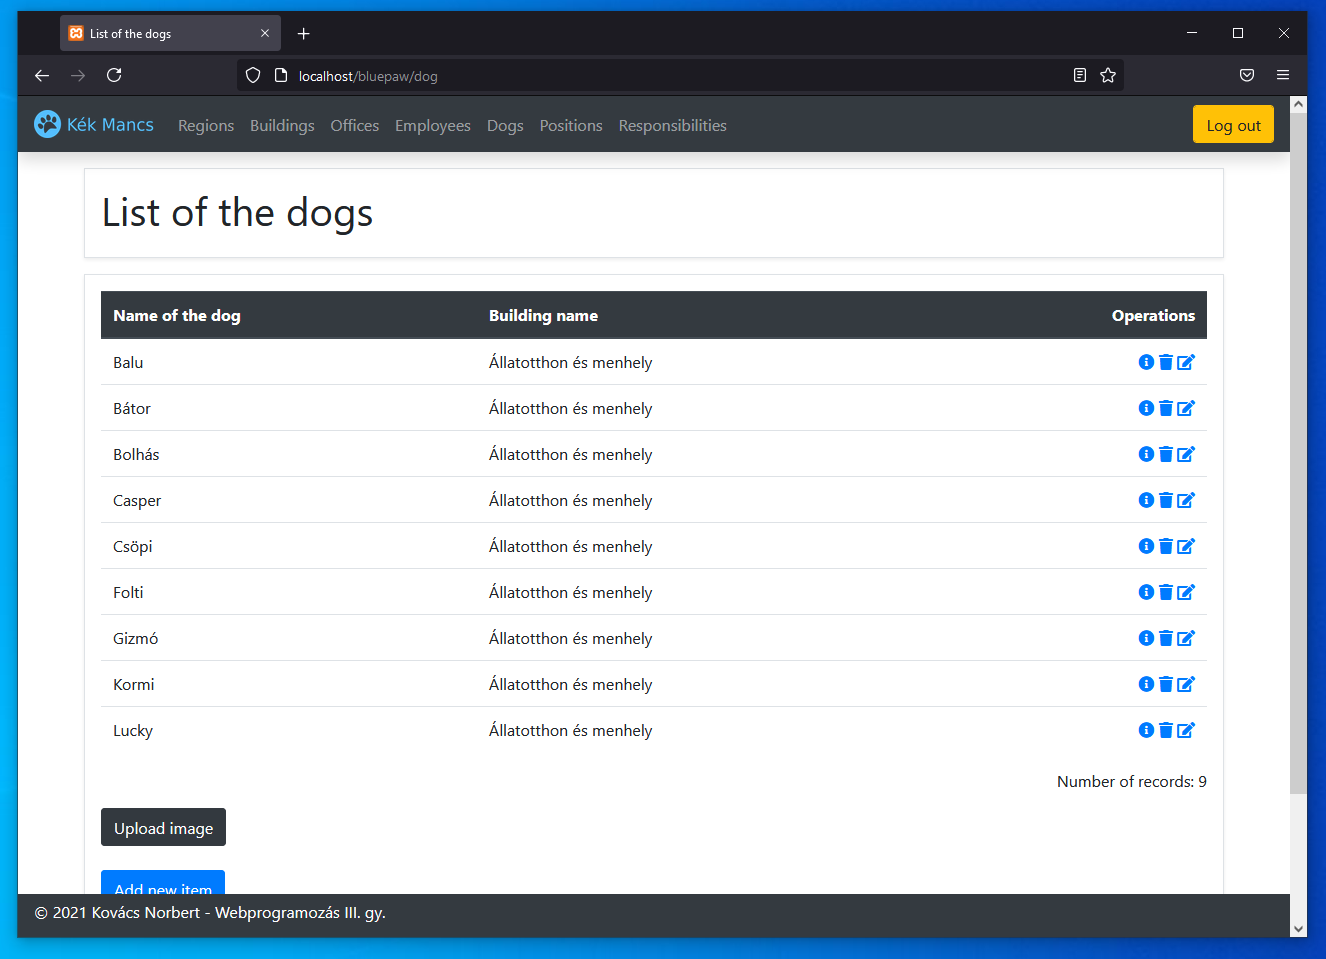 List of the dogs
localhost/bluepaw/dog
Kék Mancs Regions Buildings Offices Employees Dogs Positions Responsibilities Log out
List of the dogs
Name of the dog Building name Operations
Balu Állatotthon és menhely
Bátor Állatotthon és menhely
Bolhás Állatotthon és menhely
Casper Állatotthon és menhely
Csöpi Állatotthon és menhely
Folti Állatotthon és menhely
Gizmó Állatotthon és menhely
Kormi Állatotthon és menhely
Lucky Állatotthon és menhely
Number of records: 9
Upload image
Add new item
© 2021 Kovács Norbert - Webprogramozás III. gy.